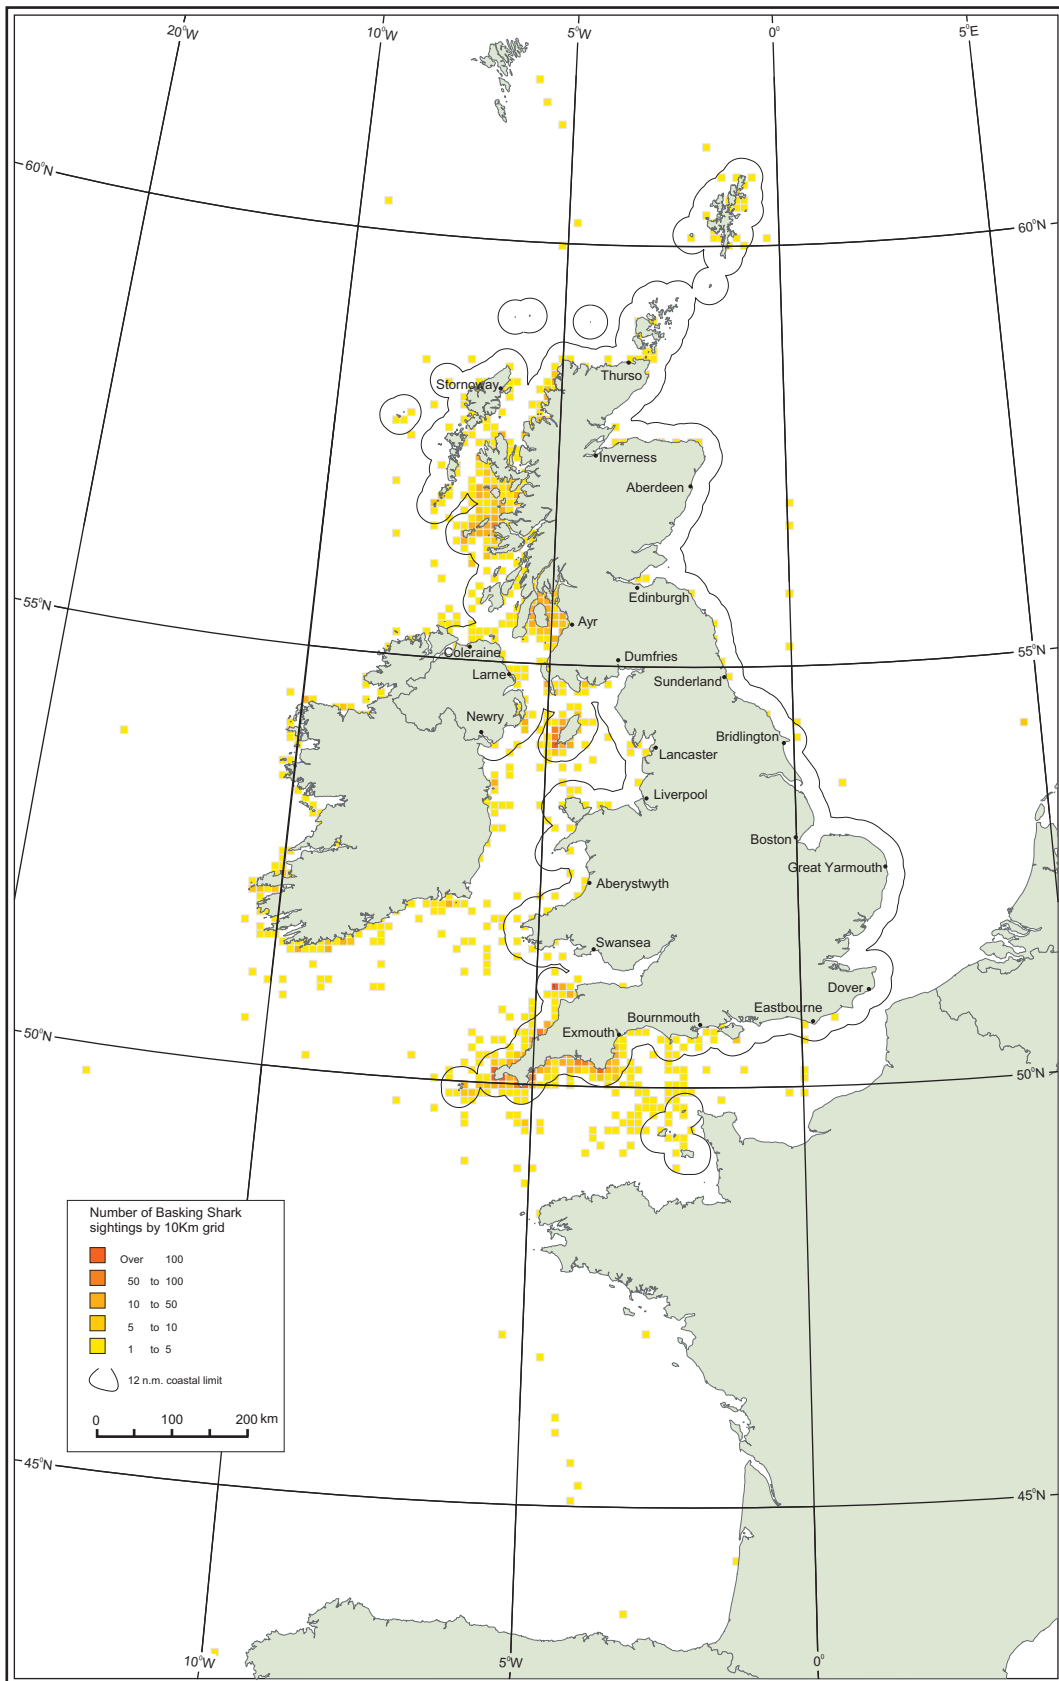 20°W
10°W
5°W
0°
5°E
60°N
60°N
Stornoway
Thurso
Inverness
Aberdeen
55°N
Edinburgh
Ayr
Coleraine
Dumfries
55°N
Larne
Sunderland
Newry
Bridlington
Lancaster
Liverpool
Boston
Great Yarmouth
Aberystwyth
Swansea
Dover
Eastbourne
50°N
Bournmouth
Exmouth
50°N
Number of Basking Shark
sightings by 10Km grid
Over 100
50 to 100
10 to 50
5 to 10
1 to 5
12 n.m. coastal limit
0 100 200 km
45°N
45°N
10°W
5°W
0°